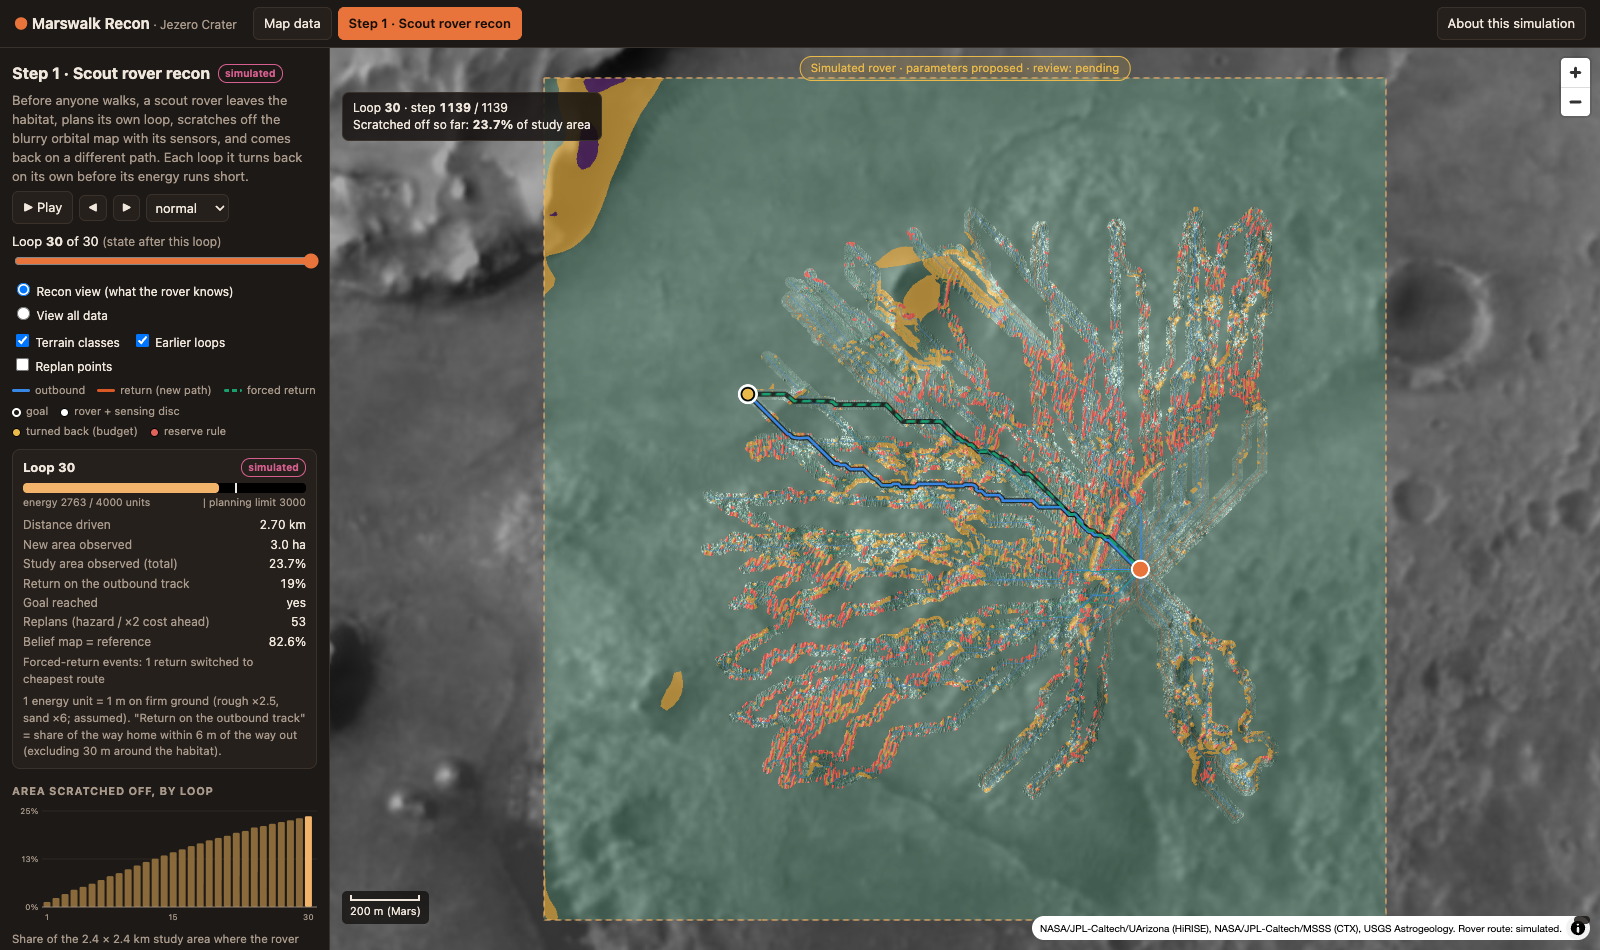 Marswalk Recon · Jezero Crater
Map data
Step 1 · Scout rover recon
About this simulation
Step 1 · Scout rover recon
simulated
Before anyone walks, a scout rover leaves the
habitat, plans its own loop, scratches off the
blurry orbital map with its sensors, and comes
back on a different path. Each loop it turns back
on its own before its energy runs short.
Play
normal
Loop 30 of 30 (state after this loop)
Recon view (what the rover knows)
View all data
Terrain classes
Earlier loops
Replan points
outbound
return (new path)
forced return
goal
rover + sensing disc
turned back (budget)
reserve rule
Loop 30
simulated
energy 2763 / 4000 units
| planning limit 3000
Distance driven 2.70 km
New area observed 3.0 ha
Study area observed (total) 23.7%
Return on the outbound track 19%
Goal reached yes
Replans (hazard / ×2 cost ahead) 53
Belief map = reference 82.6%
Forced-return events: 1 return switched to
cheapest route
1 energy unit = 1 m on firm ground (rough ×2.5,
sand ×6; assumed). "Return on the outbound track"
= share of the way home within 6 m of the way out
(excluding 30 m around the habitat).
AREA SCRATCHED OFF, BY LOOP
25%
13%
0%
1 15 30
Share of the 2.4 × 2.4 km study area where the rover
Simulated rover · parameters proposed · review: pending
Loop 30 · step 1139 / 1139
Scratched off so far: 23.7% of study area
+
−
200 m (Mars)
NASA/JPL-Caltech/UArizona (HiRISE), NASA/JPL-Caltech/MSSS (CTX), USGS Astrogeology. Rover route: simulated.